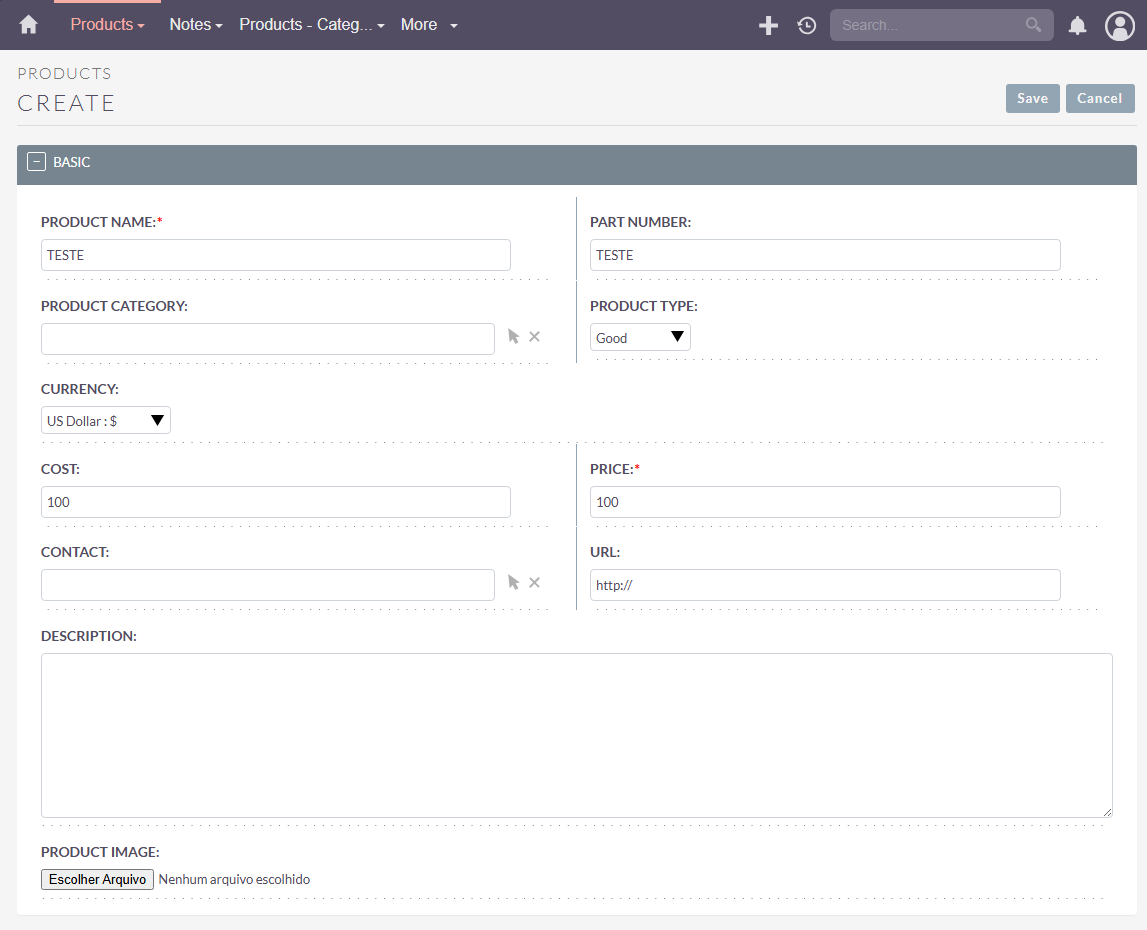 Products Notes Products - Categ... More Search...
PRODUCTS
CREATE
Save Cancel
BASIC
PRODUCT NAME:* PART NUMBER:
TESTE TESTE
PRODUCT CATEGORY: PRODUCT TYPE:
Good
CURRENCY:
US Dollar : $
COST: PRICE:*
100 100
CONTACT: URL:
http://
DESCRIPTION:
PRODUCT IMAGE:
Escolher Arquivo Nenhum arquivo escolhido